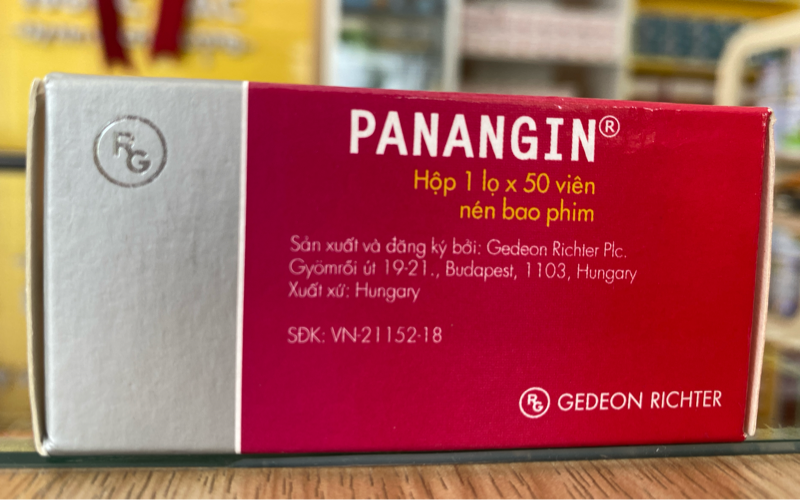 RG
PANANGIN®
Hộp 1 lọ x 50 viên
nén bao phim
Sản xuất và đăng ký bởi: Gedeon Richter Plc.
Gyömrői út 19-21., Budapest, 1103, Hungary
Xuất xứ: Hungary
SĐK: VN-21152-18
RG GEDEON RICHTER